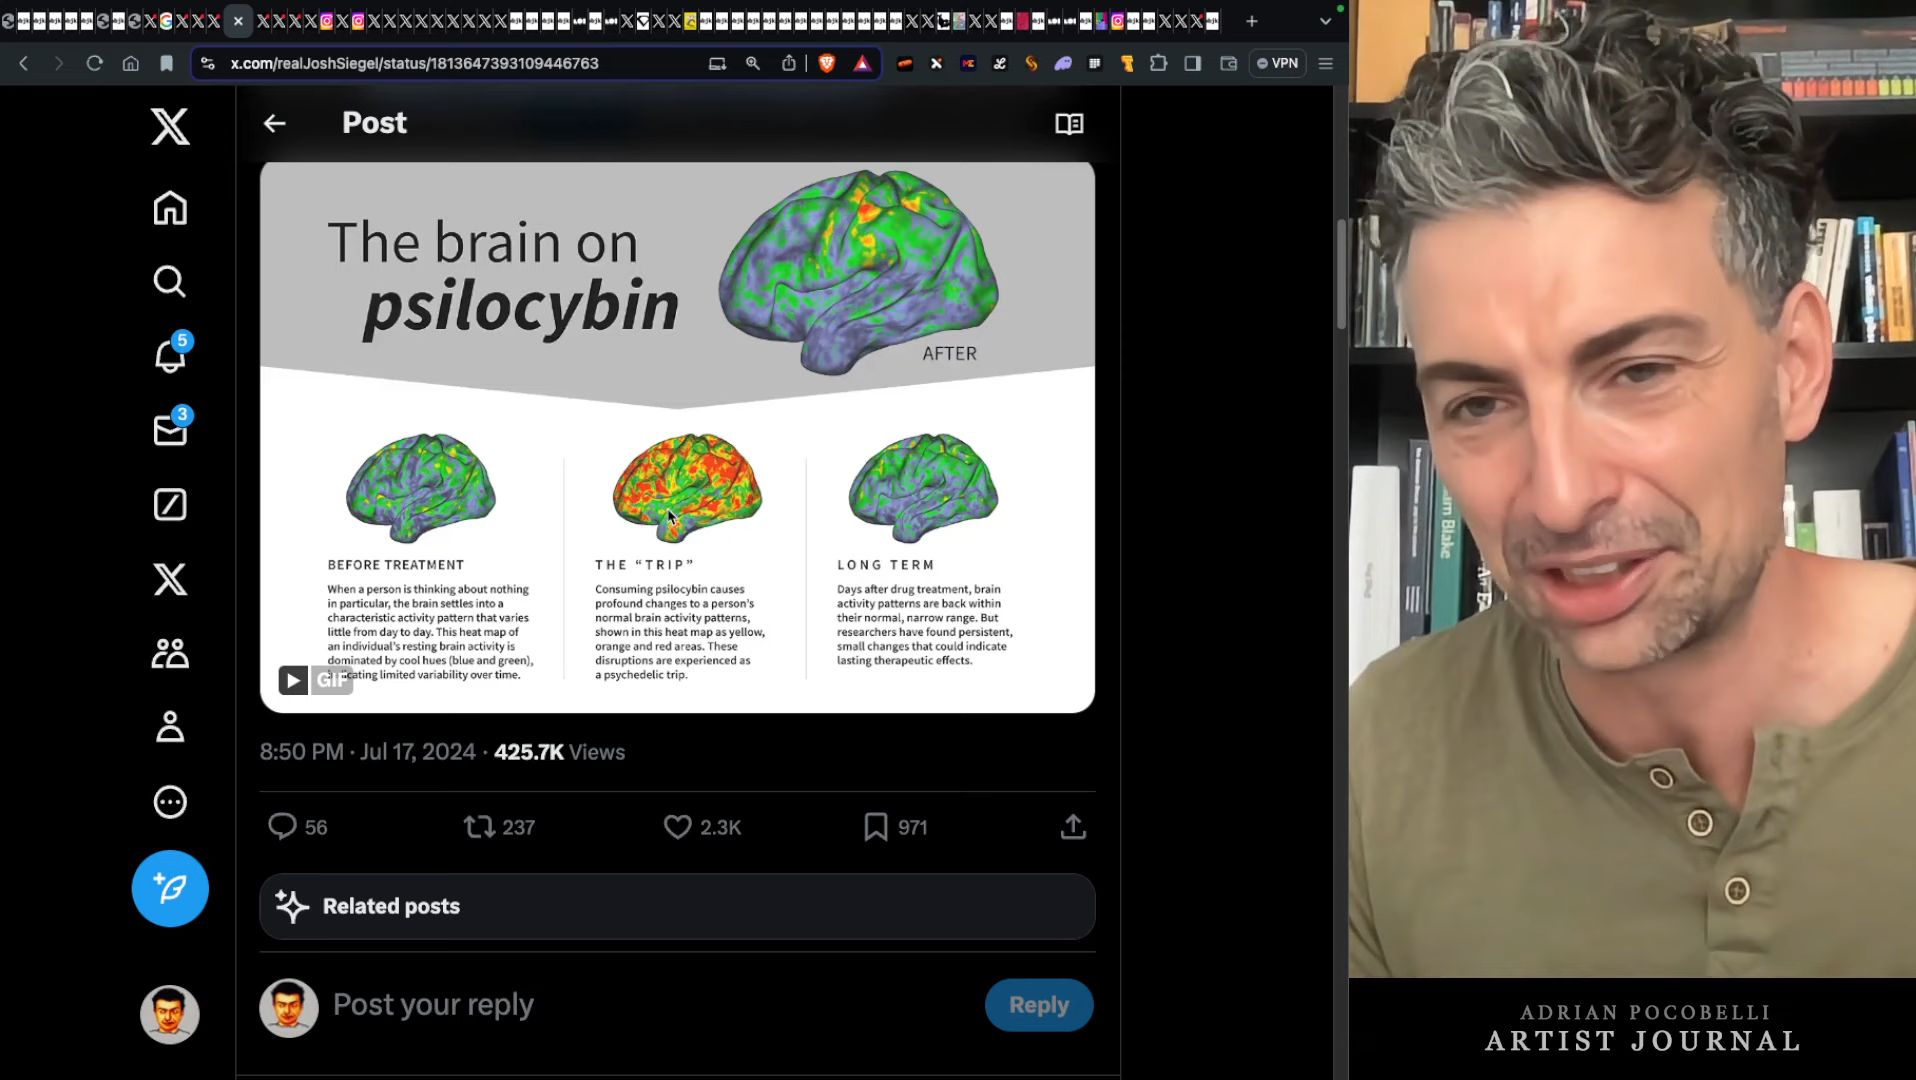 x.com/realJoshSiegel/status/1813647393109446763
VPN
Post
The brain on
psilocybin
AFTER
BEFORE TREATMENT
When a person is thinking about nothing
in particular, the brain settles into a
characteristic activity pattern that varies
little from day to day. This heat map of
an individual's resting brain activity is
dominated by cool hues (blue and green),
indicating limited variability over time.
GIF
THE "TRIP"
Consuming psilocybin causes
profound changes to a person's
normal brain activity patterns,
shown in this heat map as yellow,
orange and red areas. These
disruptions are experienced as
a psychedelic trip.
LONG TERM
Days after drug treatment, brain
activity patterns are back within
their normal, narrow range. But
researchers have found persistent,
small changes that could indicate
lasting therapeutic effects.
5
3
8:50 PM · Jul 17, 2024 · 425.7K Views
56
237
2.3K
971
Related posts
Post your reply
Reply
ADRIAN POCOBELLI
ARTIST JOURNAL